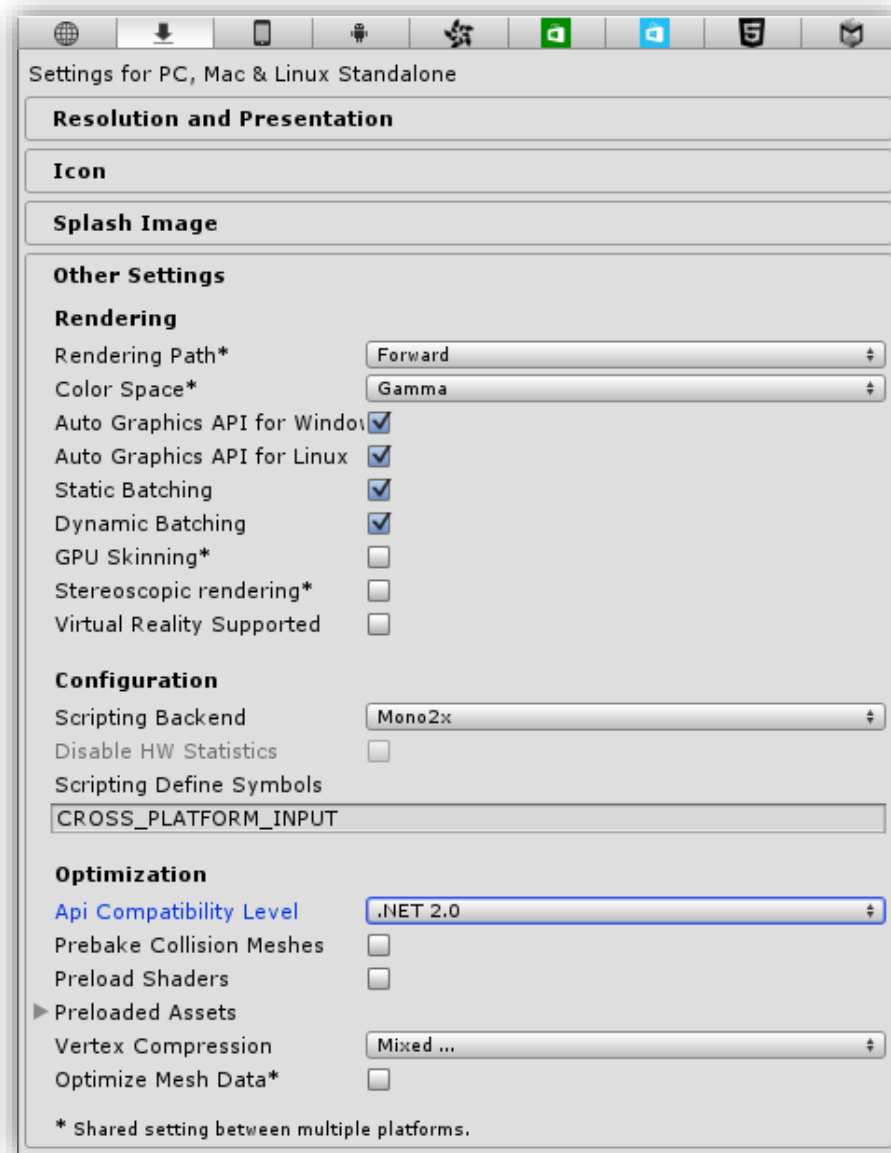 Settings for PC, Mac & Linux Standalone
Resolution and Presentation
Icon
Splash Image
Other Settings
Rendering
Rendering Path* Forward
Color Space* Gamma
Auto Graphics API for Windo
Auto Graphics API for Linux
Static Batching
Dynamic Batching
GPU Skinning*
Stereoscopic rendering*
Virtual Reality Supported
Configuration
Scripting Backend Mono2x
Disable HW Statistics
Scripting Define Symbols
CROSS_PLATFORM_INPUT
Optimization
Api Compatibility Level .NET 2.0
Prebake Collision Meshes
Preload Shaders
Preloaded Assets
Vertex Compression Mixed ...
Optimize Mesh Data*
* Shared setting between multiple platforms.